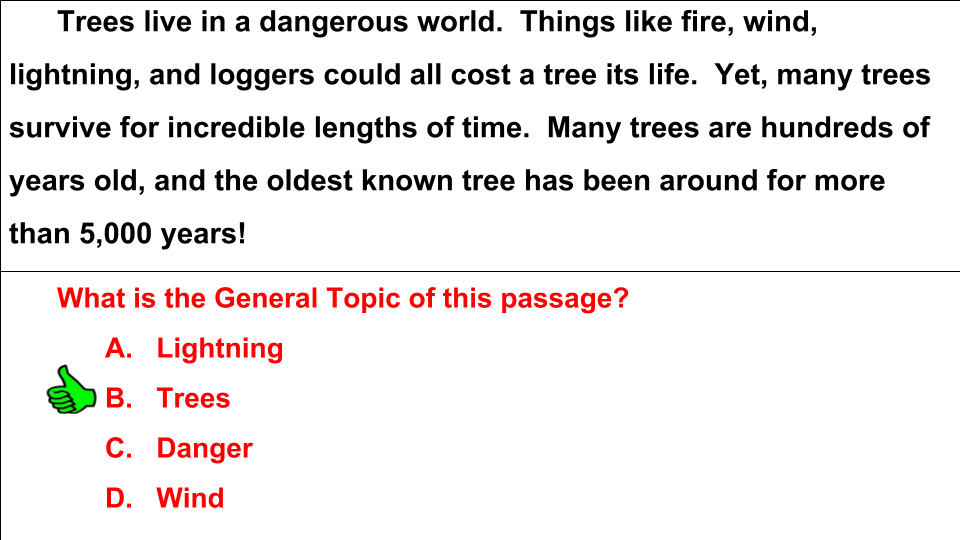 Trees live in a dangerous world.  Things like fire, wind,
lightning, and loggers could all cost a tree its life.  Yet, many trees
survive for incredible lengths of time.  Many trees are hundreds of
years old, and the oldest known tree has been around for more
than 5,000 years!
What is the General Topic of this passage?
A. Lightning
B. Trees
C. Danger
D. Wind